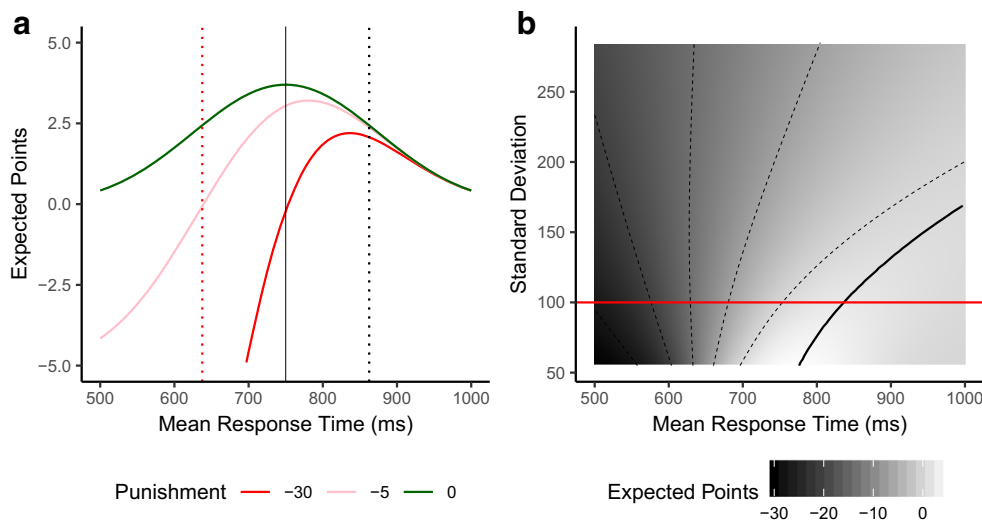 a
5.0
2.5
0.0
−2.5
−5.0
Expected Points
500 600 700 800 900 1000
Mean Response Time (ms)
Punishment −30 −5 0
b
250
200
150
100
50
Standard Deviation
500 600 700 800 900 1000
Mean Response Time (ms)
Expected Points
−30 −20 −10 0